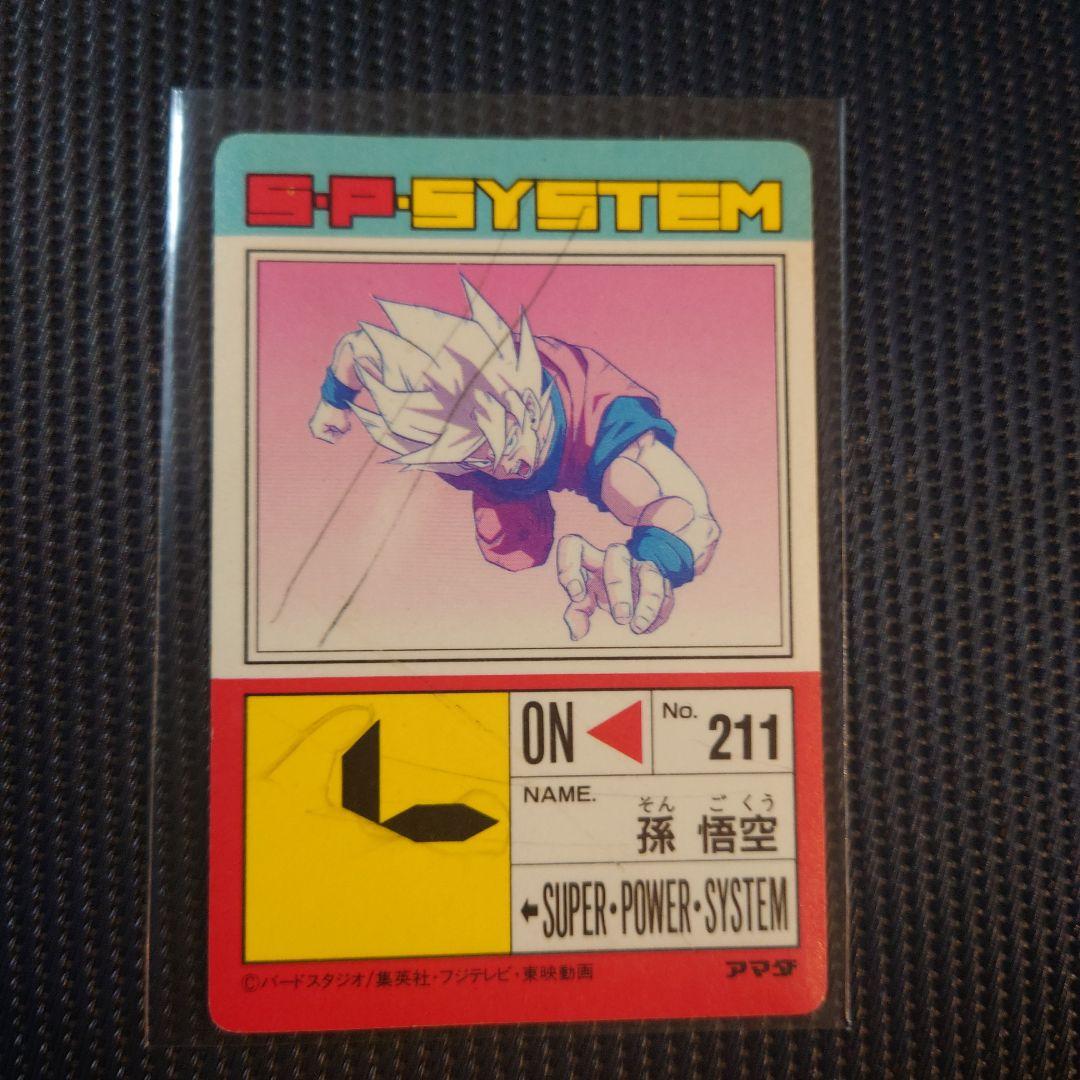 S·P·SYSTEM
ON
No.
211
NAME.
そん ご くう
孫 悟空
SUPER・POWER・SYSTEM
©バードスタジオ/集英社・フジテレビ・東映動画
アマダ